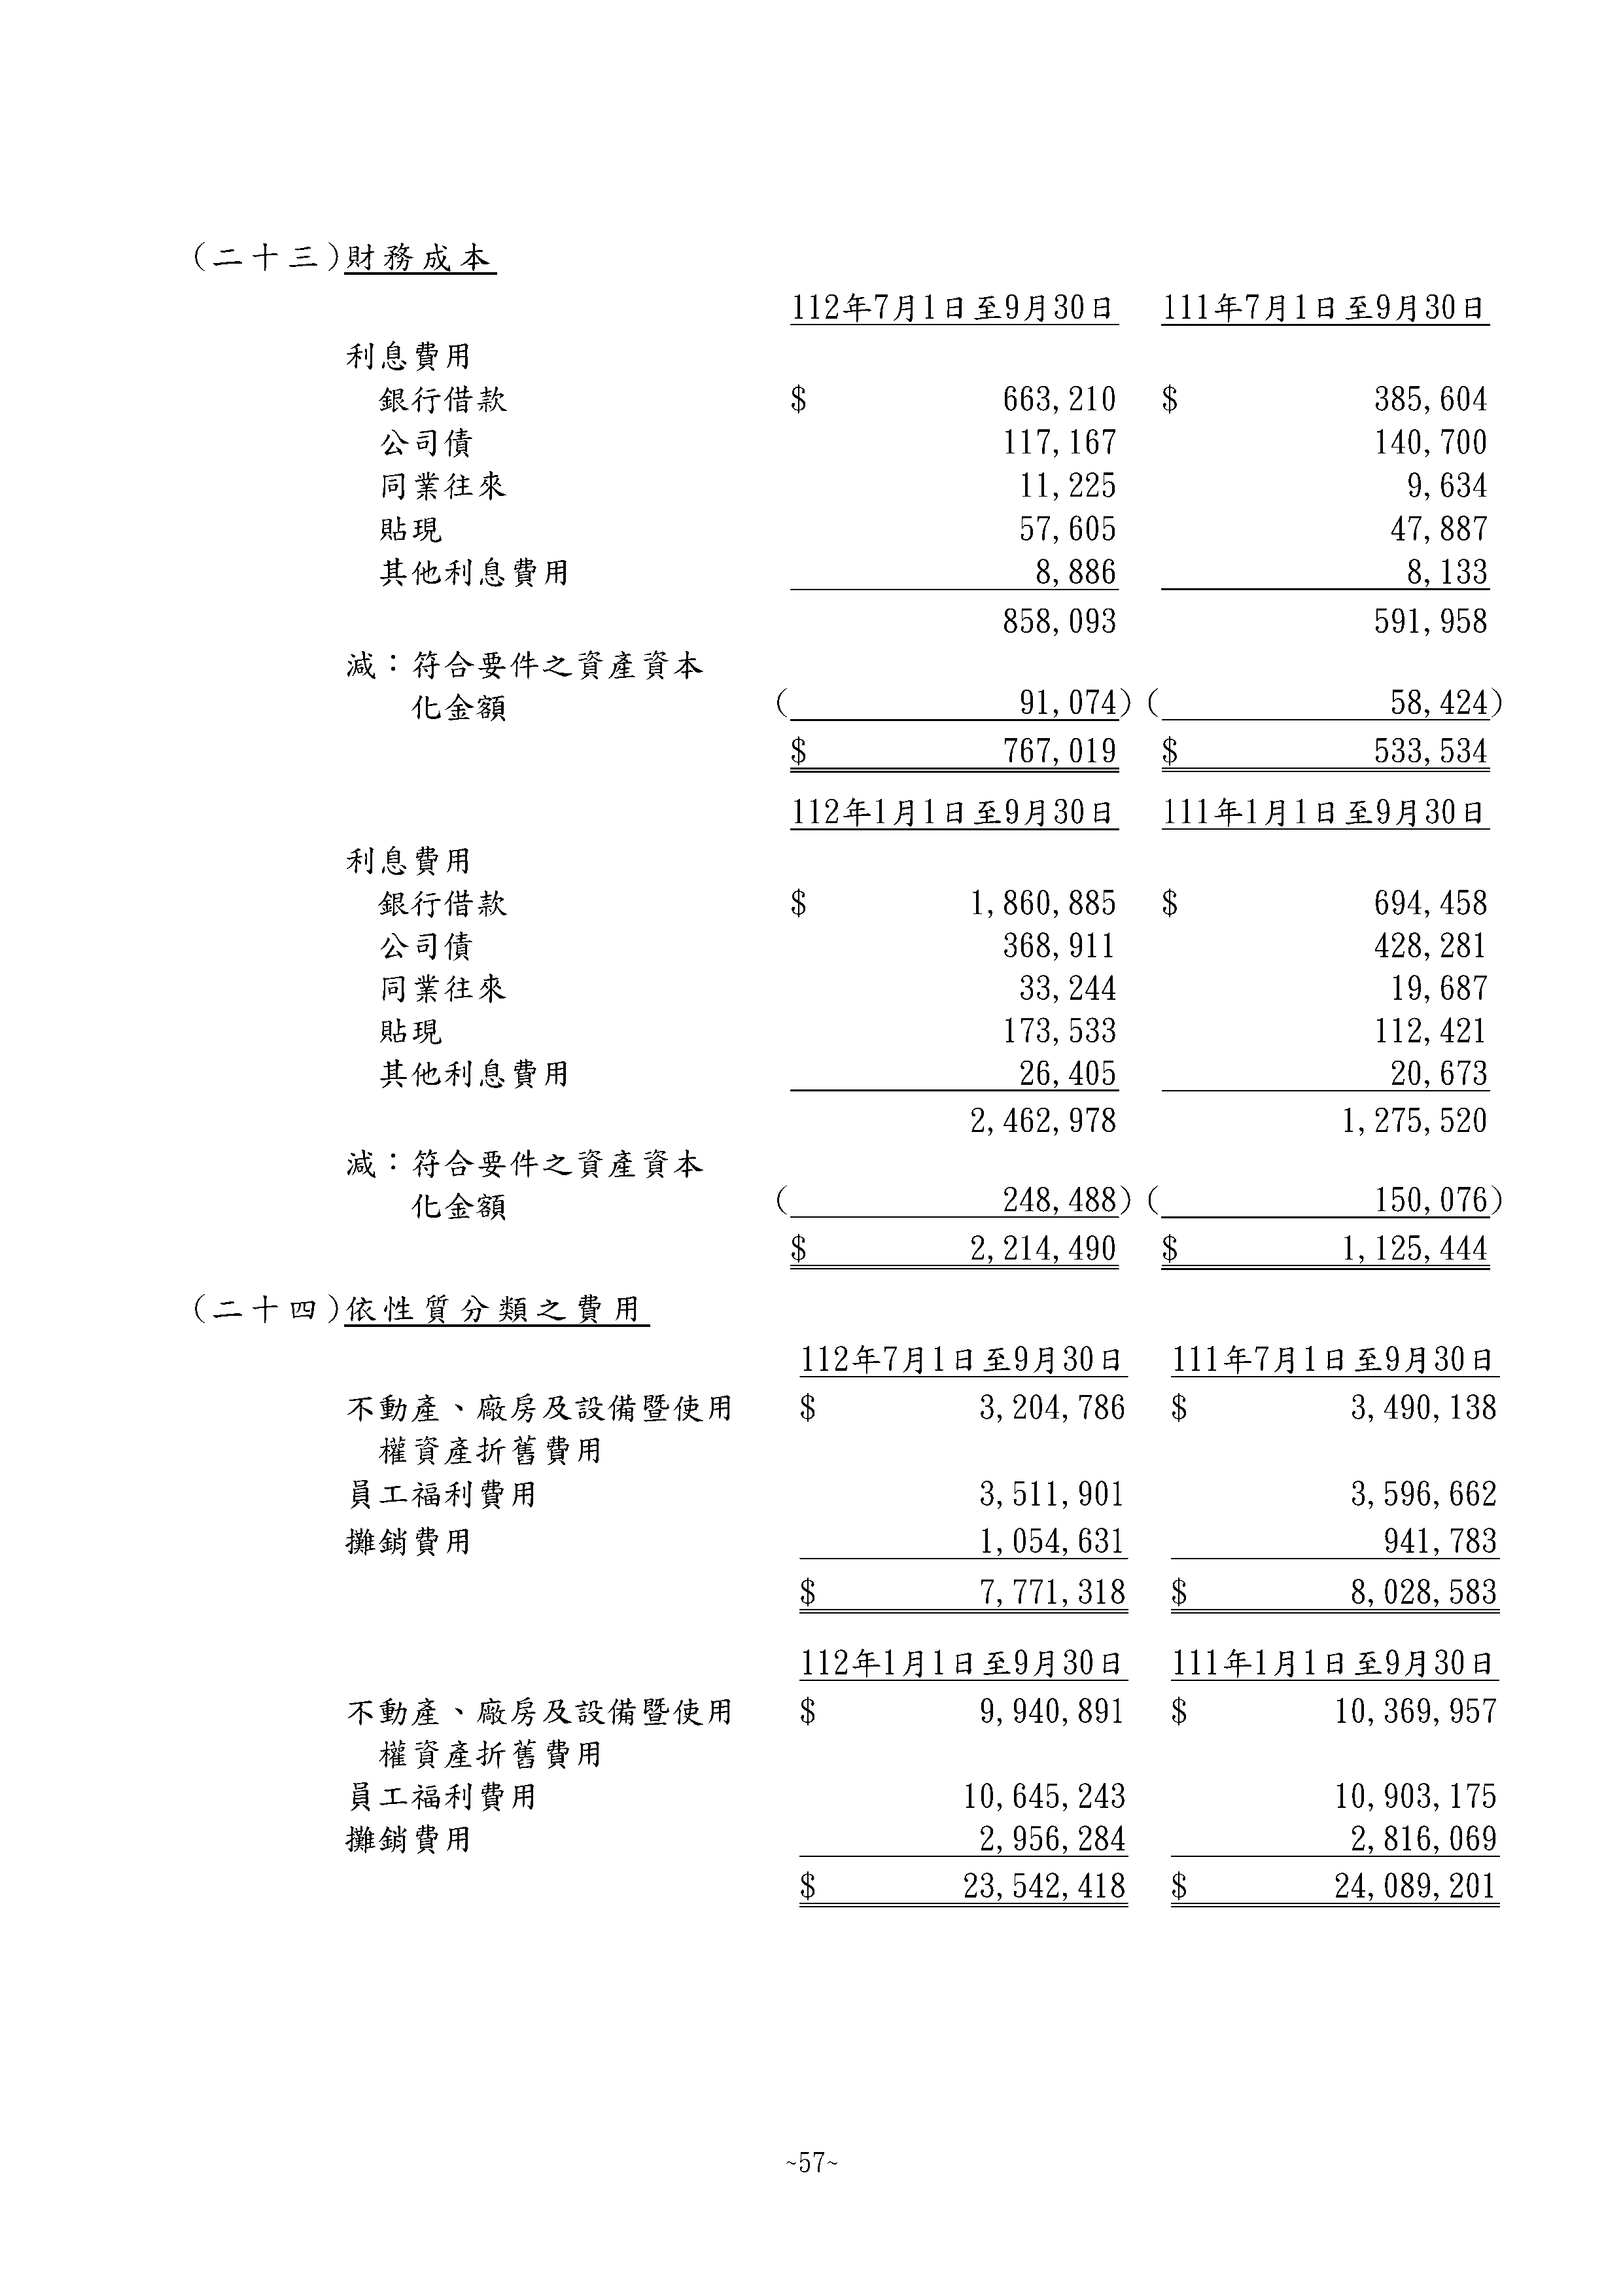 (二十三)財務成本
112年7月1日至9月30日 111年7月1日至9月30日
利息費用
銀行借款 $ 663,210 $ 385,604
公司債 117,167 140,700
同業往來 11,225 9,634
貼現 57,605 47,887
其他利息費用 8,886 8,133
858,093 591,958
減：符合要件之資產資本
化金額 ( 91,074) ( 58,424)
$ 767,019 $ 533,534
112年1月1日至9月30日 111年1月1日至9月30日
利息費用
銀行借款 $ 1,860,885 $ 694,458
公司債 368,911 428,281
同業往來 33,244 19,687
貼現 173,533 112,421
其他利息費用 26,405 20,673
2,462,978 1,275,520
減：符合要件之資產資本
化金額 ( 248,488) ( 150,076)
$ 2,214,490 $ 1,125,444
(二十四)依性質分類之費用
112年7月1日至9月30日 111年7月1日至9月30日
不動產、廠房及設備暨使用 $ 3,204,786 $ 3,490,138
權資產折舊費用
員工福利費用 3,511,901 3,596,662
攤銷費用 1,054,631 941,783
$ 7,771,318 $ 8,028,583
112年1月1日至9月30日 111年1月1日至9月30日
不動產、廠房及設備暨使用 $ 9,940,891 $ 10,369,957
權資產折舊費用
員工福利費用 10,645,243 10,903,175
攤銷費用 2,956,284 2,816,069
$ 23,542,418 $ 24,089,201
~57~